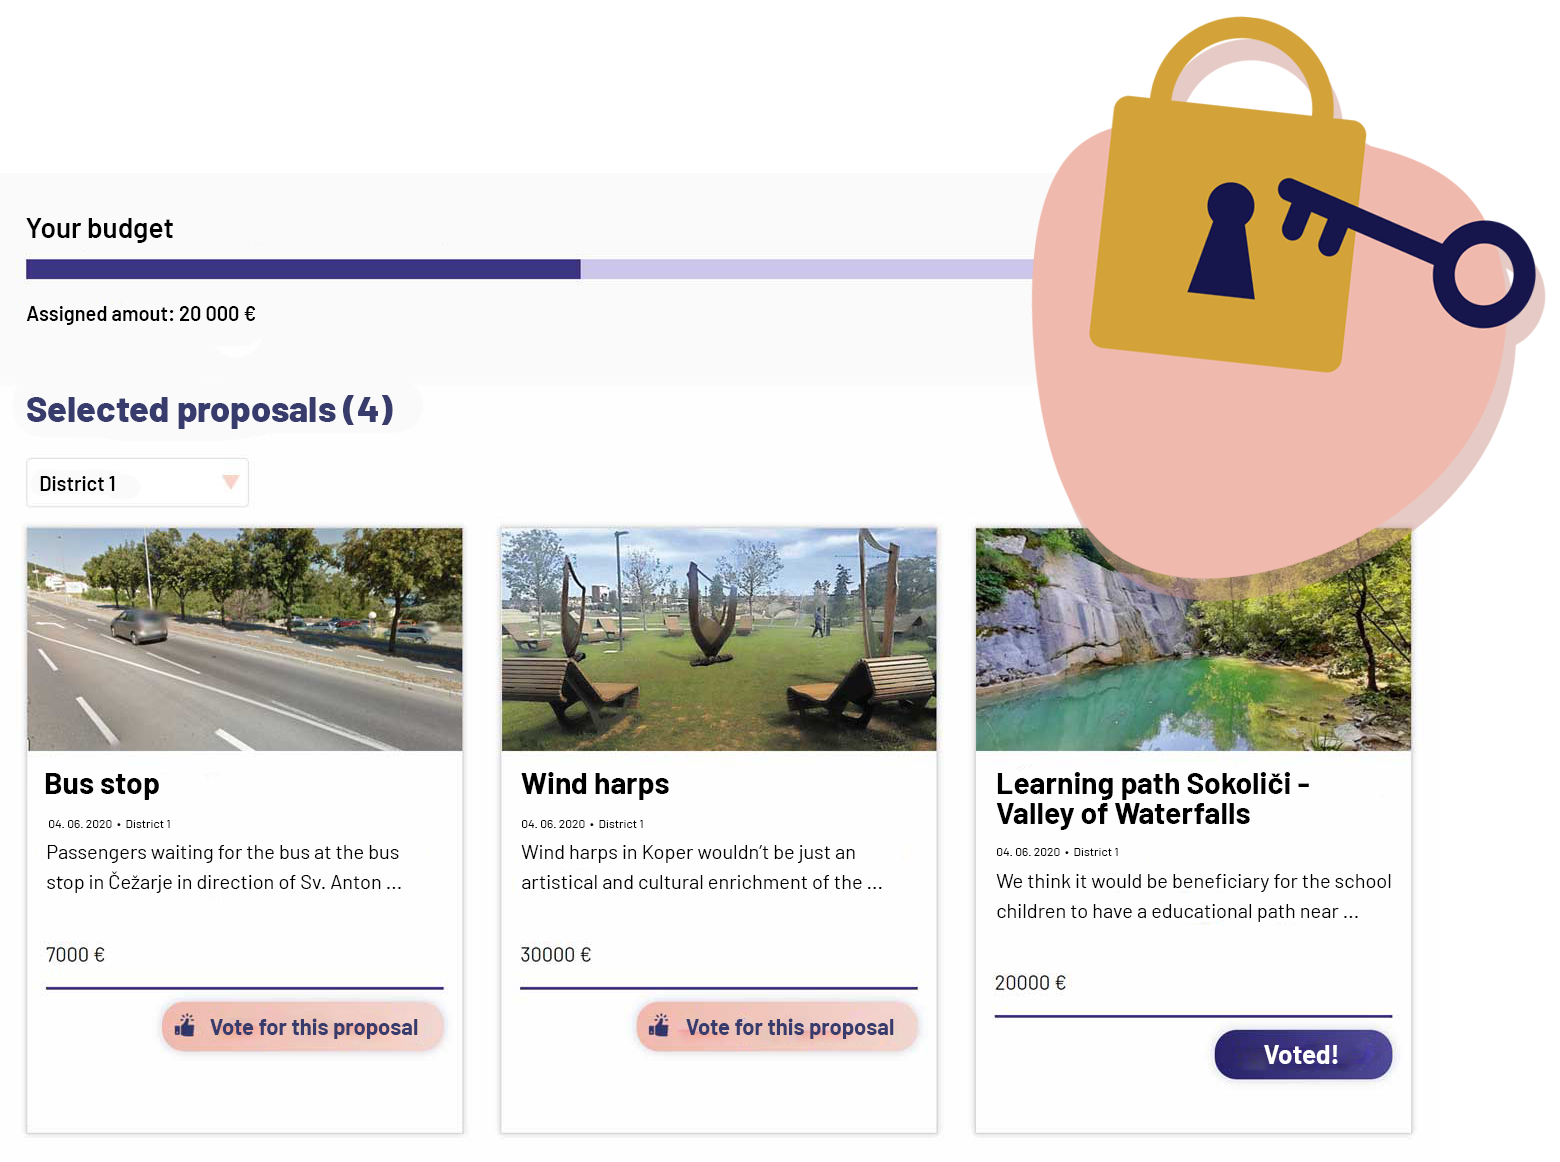 Your budget
Assigned amout: 20 000 €
Selected proposals (4)
District 1
Bus stop
04. 06. 2020 • District 1
Passengers waiting for the bus at the bus
stop in Čežarje in direction of Sv. Anton ...
7000 €
Vote for this proposal
Wind harps
04. 06. 2020 • District 1
Wind harps in Koper wouldn't be just an
artistical and cultural enrichment of the ...
30000 €
Vote for this proposal
Learning path Sokoliči -
Valley of Waterfalls
04. 06. 2020 • District 1
We think it would be beneficiary for the school
children to have a educational path near ...
20000 €
Voted!